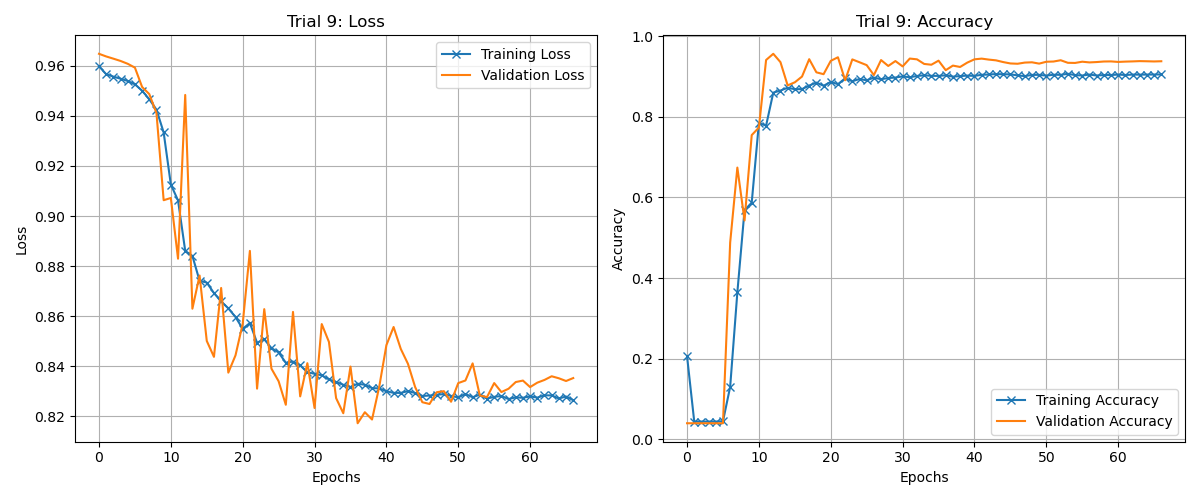 Trial 9: Loss
Training Loss
Validation Loss
0.96
0.94
0.92
0.90
0.88
0.86
0.84
0.82
Loss
0
10
20
30
40
50
60
Epochs
Trial 9: Accuracy
1.0
0.8
0.6
0.4
0.2
0.0
Accuracy
Training Accuracy
Validation Accuracy
0
10
20
30
40
50
60
Epochs